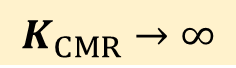 K_CMR → ∞